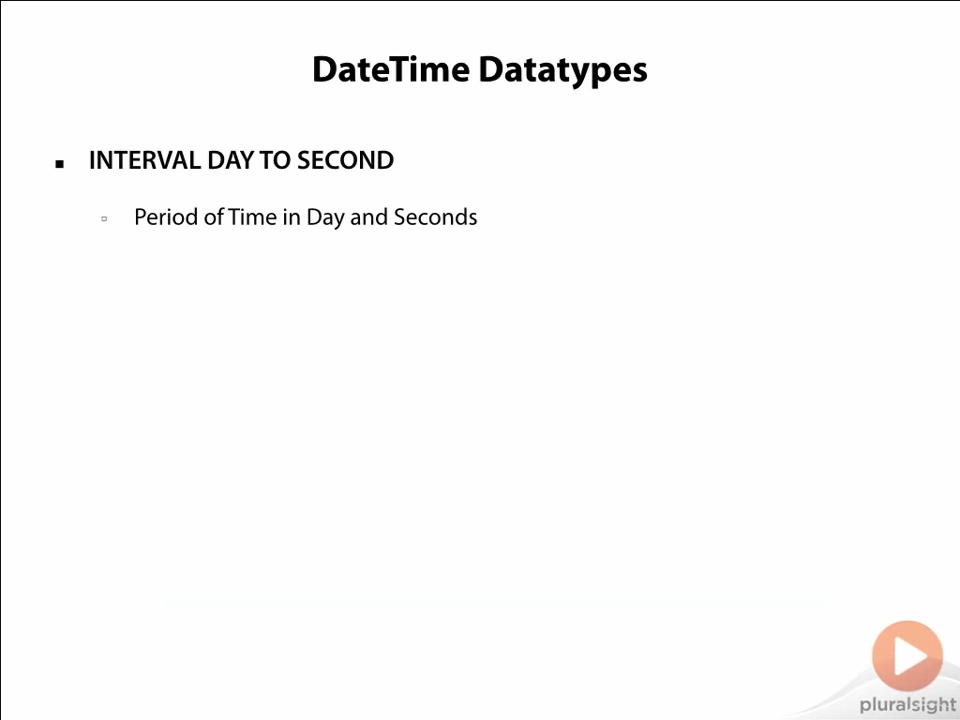 DateTime Datatypes
INTERVAL DAY TO SECOND
Period of Time in Day and Seconds
pluralsight